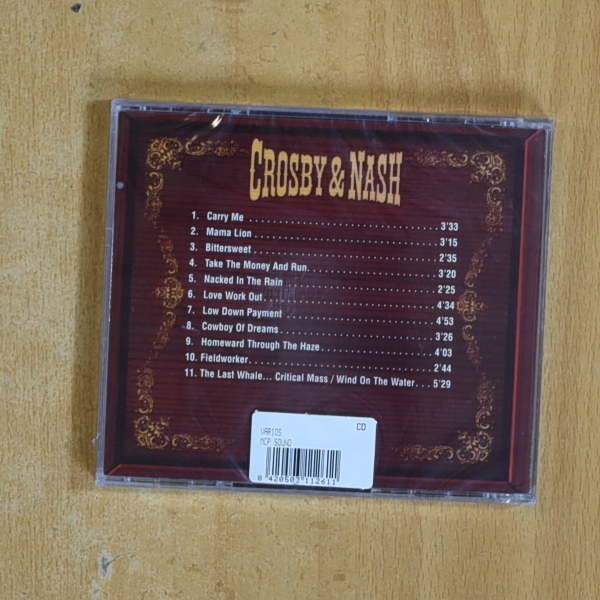 CROSBY & NASH
1. Carry Me . . . . . . . . . . . . . . . . . . . . . . . . . . . . . 3'33
2. Mama Lion . . . . . . . . . . . . . . . . . . . . . . . . . . . . 3'15
3. Bittersweet . . . . . . . . . . . . . . . . . . . . . . . . . . . . 2'35
4. Take The Money And Run. . . . . . . . . . . . . . . . . . . 3'20
5. Nacked In The Rain . . . . . . . . . . . . . . . . . . . . . . . 2'25
6. Love Work Out . . . . . . . . . . . . . . . . . . . . . . . . . . 4'34
7. Low Down Payment . . . . . . . . . . . . . . . . . . . . . . . 4'53
8. Cowboy Of Dreams . . . . . . . . . . . . . . . . . . . . . . . 3'26
9. Homeward Through The Haze . . . . . . . . . . . . . . . . . 4'03
10. Fieldworker. . . . . . . . . . . . . . . . . . . . . . . . . . . . 2'44
11. The Last Whale... Critical Mass / Wind On The Water. . . 5'29
VARIOS CD
MCP SOUND
8 420503 112611